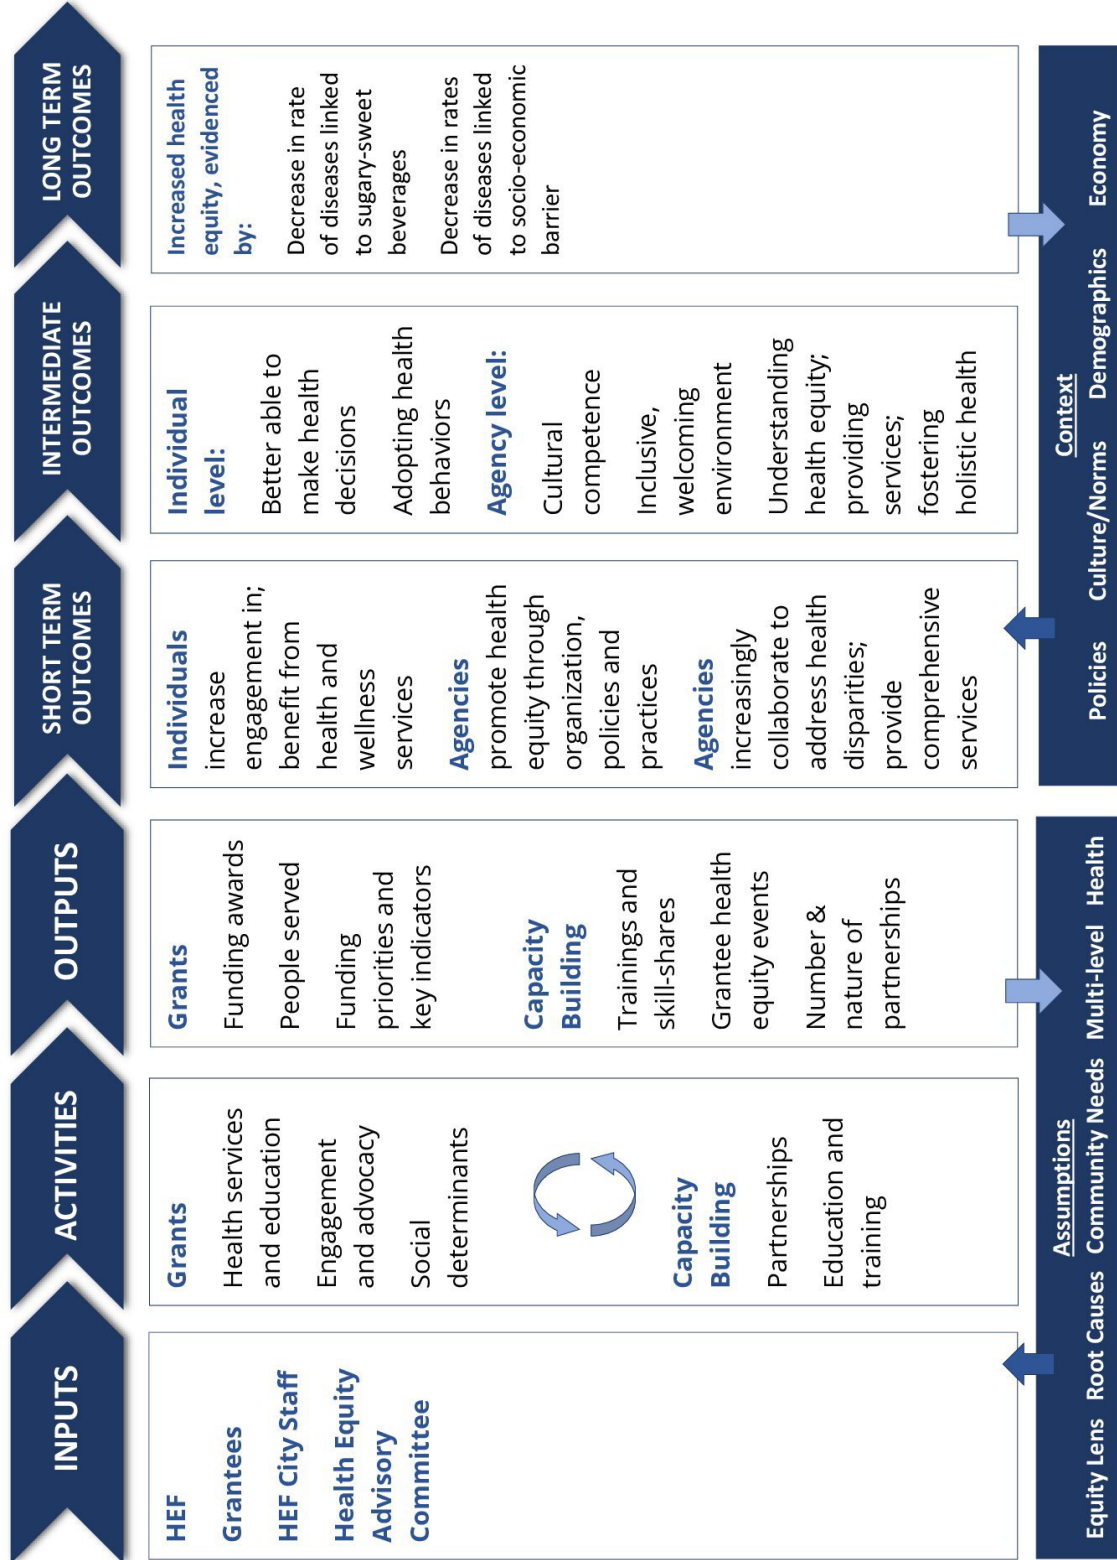 INPUTS
ACTIVITIES
OUTPUTS
SHORT TERM
OUTCOMES
INTERMEDIATE
OUTCOMES
LONG TERM
OUTCOMES
HEF
Grantees
HEF City Staff
Health Equity
Advisory
Committee
Grants
Health services
and education
Engagement
and advocacy
Social
determinants
Capacity
Building
Partnerships
Education and
training
Grants
Funding awards
People served
Funding
priorities and
key indicators
Capacity
Building
Trainings and
skill-shares
Grantee health
equity events
Number &
nature of
partnerships
Individuals
increase
engagement in;
benefit from
health and
wellness
services
Agencies
promote health
equity through
organization,
policies and
practices
Agencies
increasingly
collaborate to
address health
disparities;
provide
comprehensive
services
Individual
level:
Better able to
make health
decisions
Adopting health
behaviors
Agency level:
Cultural
competence
Inclusive,
welcoming
environment
Understanding
health equity;
providing
services;
fostering
holistic health
Increased health
equity, evidenced
by:
Decrease in rate
of diseases linked
to sugary-sweet
beverages
Decrease in rates
of diseases linked
to socio-economic
barrier
Assumptions
Equity Lens Root Causes Community Needs Multi-level Health
Context
Policies Culture/Norms Demographics Economy